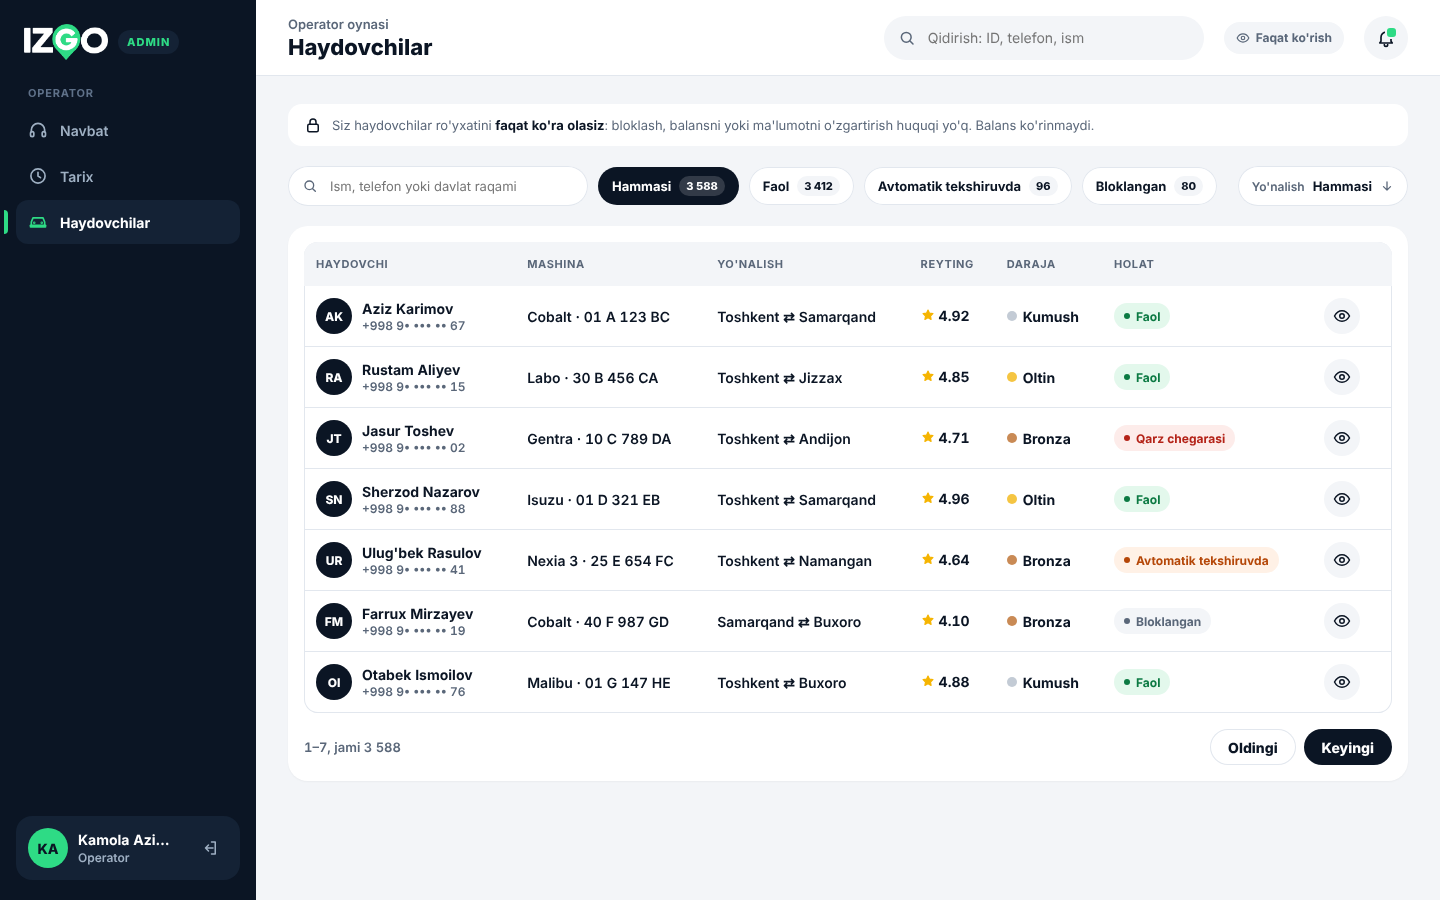 IZGO ADMIN
OPERATOR
Navbat
Tarix
Haydovchilar
KA
Kamola Azi...
Operator
Operator oynasi
Haydovchilar
Qidirish: ID, telefon, ism
Faqat ko'rish
Siz haydovchilar ro'yxatini faqat ko'ra olasiz: bloklash, balansni yoki ma'lumotni o'zgartirish huquqi yo'q. Balans ko'rinmaydi.
Ism, telefon yoki davlat raqami
Hammasi 3 588
Faol 3 412
Avtomatik tekshiruvda 96
Bloklangan 80
Yo'nalish Hammasi ↓
HAYDOVCHI MASHINA YO'NALISH REYTING DARAJA HOLAT
AK Aziz Karimov Cobalt · 01 A 123 BC Toshkent ⇄ Samarqand ★ 4.92 Kumush Faol
+998 9• ••• •• 67
RA Rustam Aliyev Labo · 30 B 456 CA Toshkent ⇄ Jizzax ★ 4.85 Oltin Faol
+998 9• ••• •• 15
JT Jasur Toshev Gentra · 10 C 789 DA Toshkent ⇄ Andijon ★ 4.71 Bronza Qarz chegarasi
+998 9• ••• •• 02
SN Sherzod Nazarov Isuzu · 01 D 321 EB Toshkent ⇄ Samarqand ★ 4.96 Oltin Faol
+998 9• ••• •• 88
UR Ulug'bek Rasulov Nexia 3 · 25 E 654 FC Toshkent ⇄ Namangan ★ 4.64 Bronza Avtomatik tekshiruvda
+998 9• ••• •• 41
FM Farrux Mirzayev Cobalt · 40 F 987 GD Samarqand ⇄ Buxoro ★ 4.10 Bronza Bloklangan
+998 9• ••• •• 19
OI Otabek Ismoilov Malibu · 01 G 147 HE Toshkent ⇄ Buxoro ★ 4.88 Kumush Faol
+998 9• ••• •• 76
1–7, jami 3 588
Oldingi
Keyingi